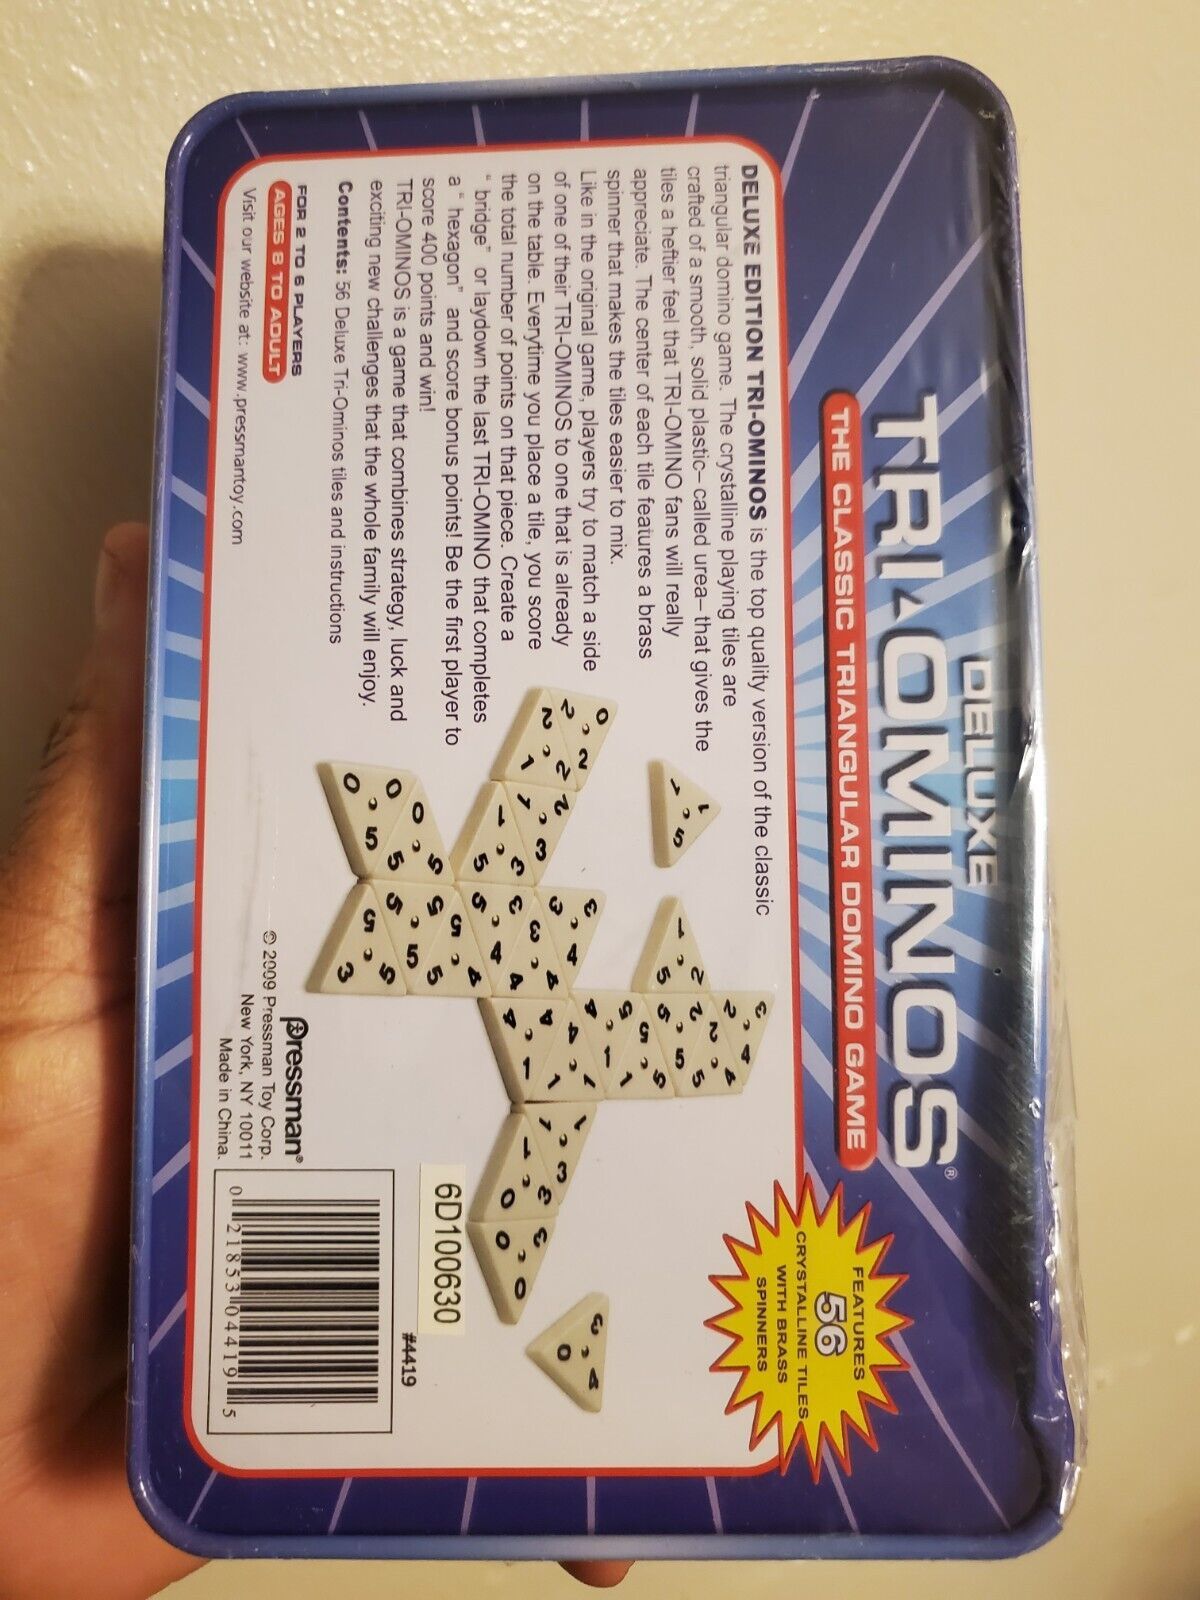 DELUXE
TRI-OMINOS®
THE CLASSIC TRIANGULAR DOMINO GAME
FEATURES
56
CRYSTALLINE TILES
WITH BRASS
SPINNERS
DELUXE EDITION TRI-OMINOS is the top quality version of the classic
triangular domino game. The crystalline playing tiles are
crafted of a smooth, solid plastic– called urea– that gives the
tiles a heftier feel that TRI-OMINO fans will really
appreciate. The center of each tile features a brass
spinner that makes the tiles easier to mix.
Like in the original game, players try to match a side
of one of their TRI-OMINOS to one that is already
on the table. Everytime you place a tile, you score
the total number of points on that piece. Create a
“ bridge” or laydown the last TRI-OMINO that completes
a “ hexagon” and score bonus points! Be the first player to
score 400 points and win!
TRI-OMINOS is a game that combines strategy, luck and
exciting new challenges that the whole family will enjoy.
Contents: 56 Deluxe Tri-Ominos tiles and instructions
FOR 2 TO 6 PLAYERS
AGES 8 TO ADULT
Visit our website at: www.pressmantoy.com
Pressman®
© 2009 Pressman Toy Corp.
New York, NY 10011
Made in China.
6D100630
#4419
0 21853 04419 5